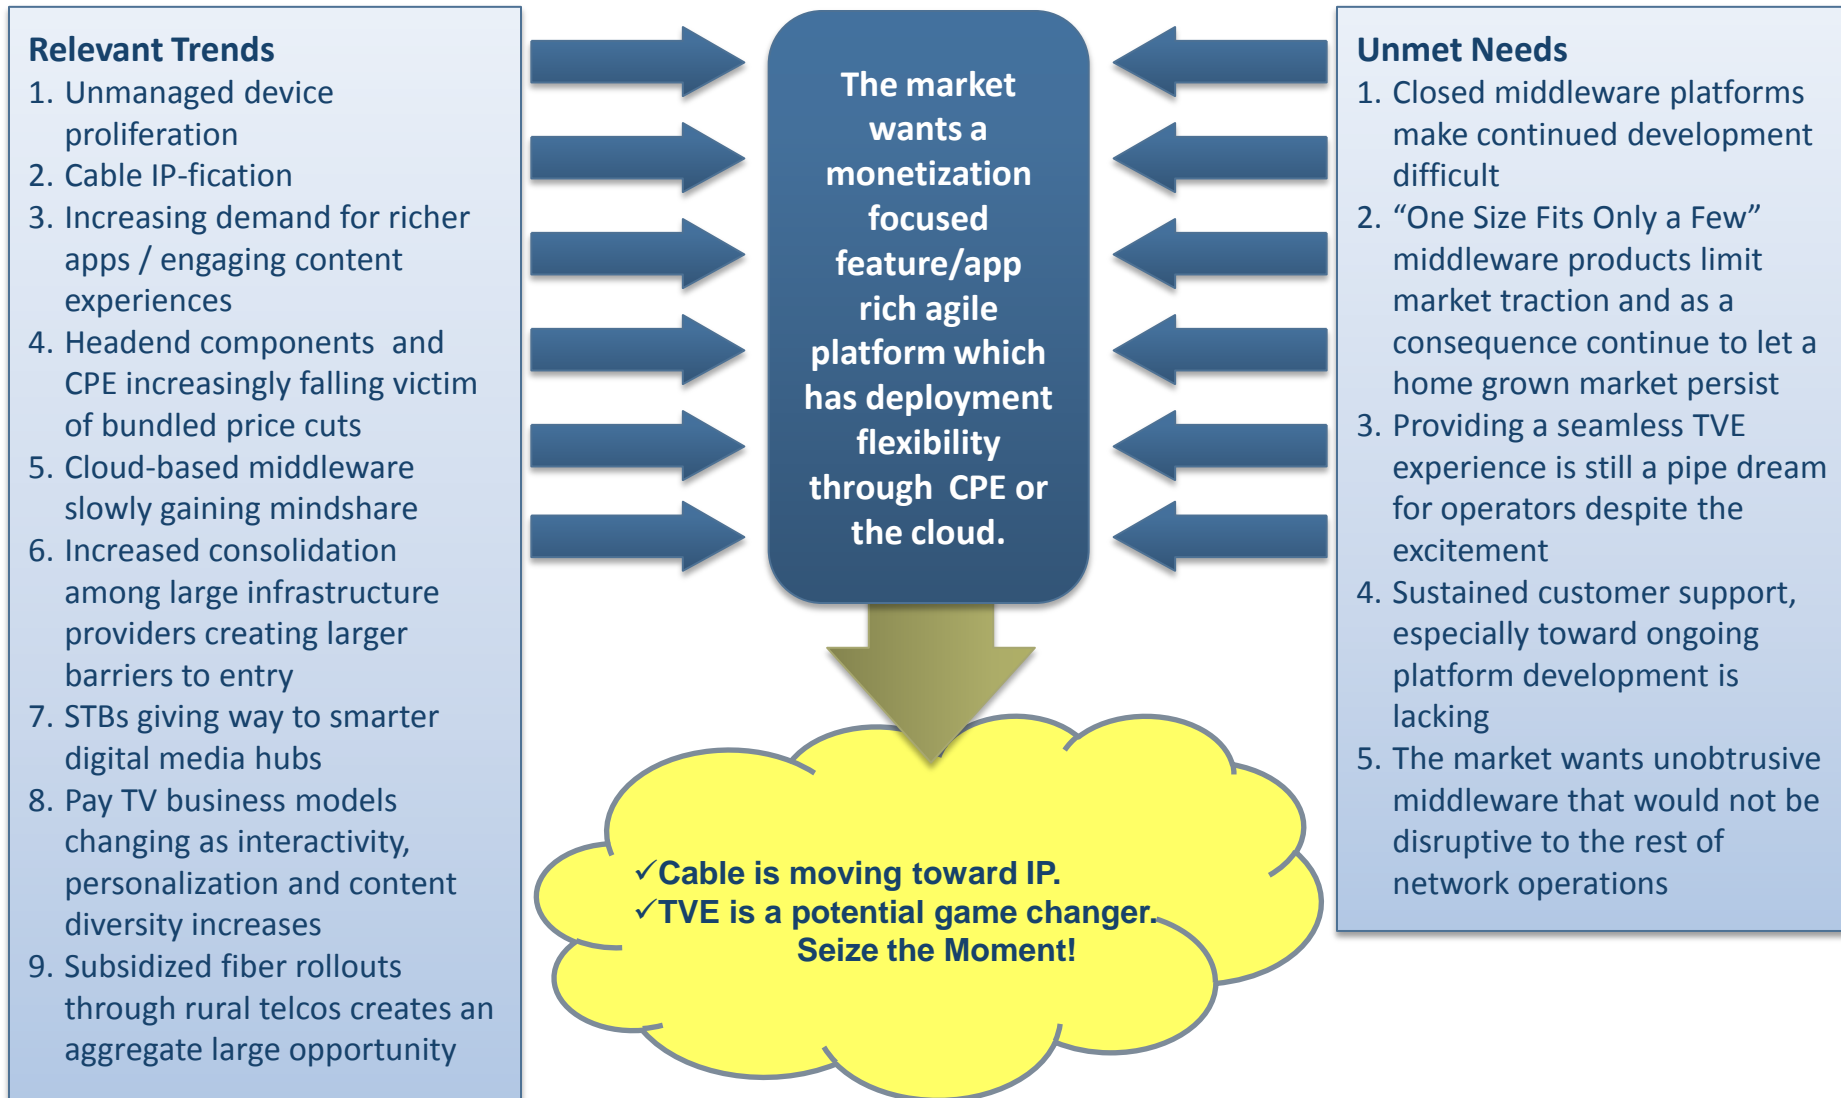 Relevant Trends
1. Unmanaged device
proliferation
2. Cable IP-fication
3. Increasing demand for richer
apps / engaging content
experiences
4. Headend components and
CPE increasingly falling victim
of bundled price cuts
5. Cloud-based middleware
slowly gaining mindshare
6. Increased consolidation
among large infrastructure
providers creating larger
barriers to entry
7. STBs giving way to smarter
digital media hubs
8. Pay TV business models
changing as interactivity,
personalization and content
diversity increases
9. Subsidized fiber rollouts
through rural telcos creates an
aggregate large opportunity
The market
wants a
monetization
focused
feature/app
rich agile
platform which
has deployment
flexibility
through CPE or
the cloud.
✓Cable is moving toward IP.
✓TVE is a potential game changer.
Seize the Moment!
Unmet Needs
1. Closed middleware platforms
make continued development
difficult
2. “One Size Fits Only a Few”
middleware products limit
market traction and as a
consequence continue to let a
home grown market persist
3. Providing a seamless TVE
experience is still a pipe dream
for operators despite the
excitement
4. Sustained customer support,
especially toward ongoing
platform development is
lacking
5. The market wants unobtrusive
middleware that would not be
disruptive to the rest of
network operations